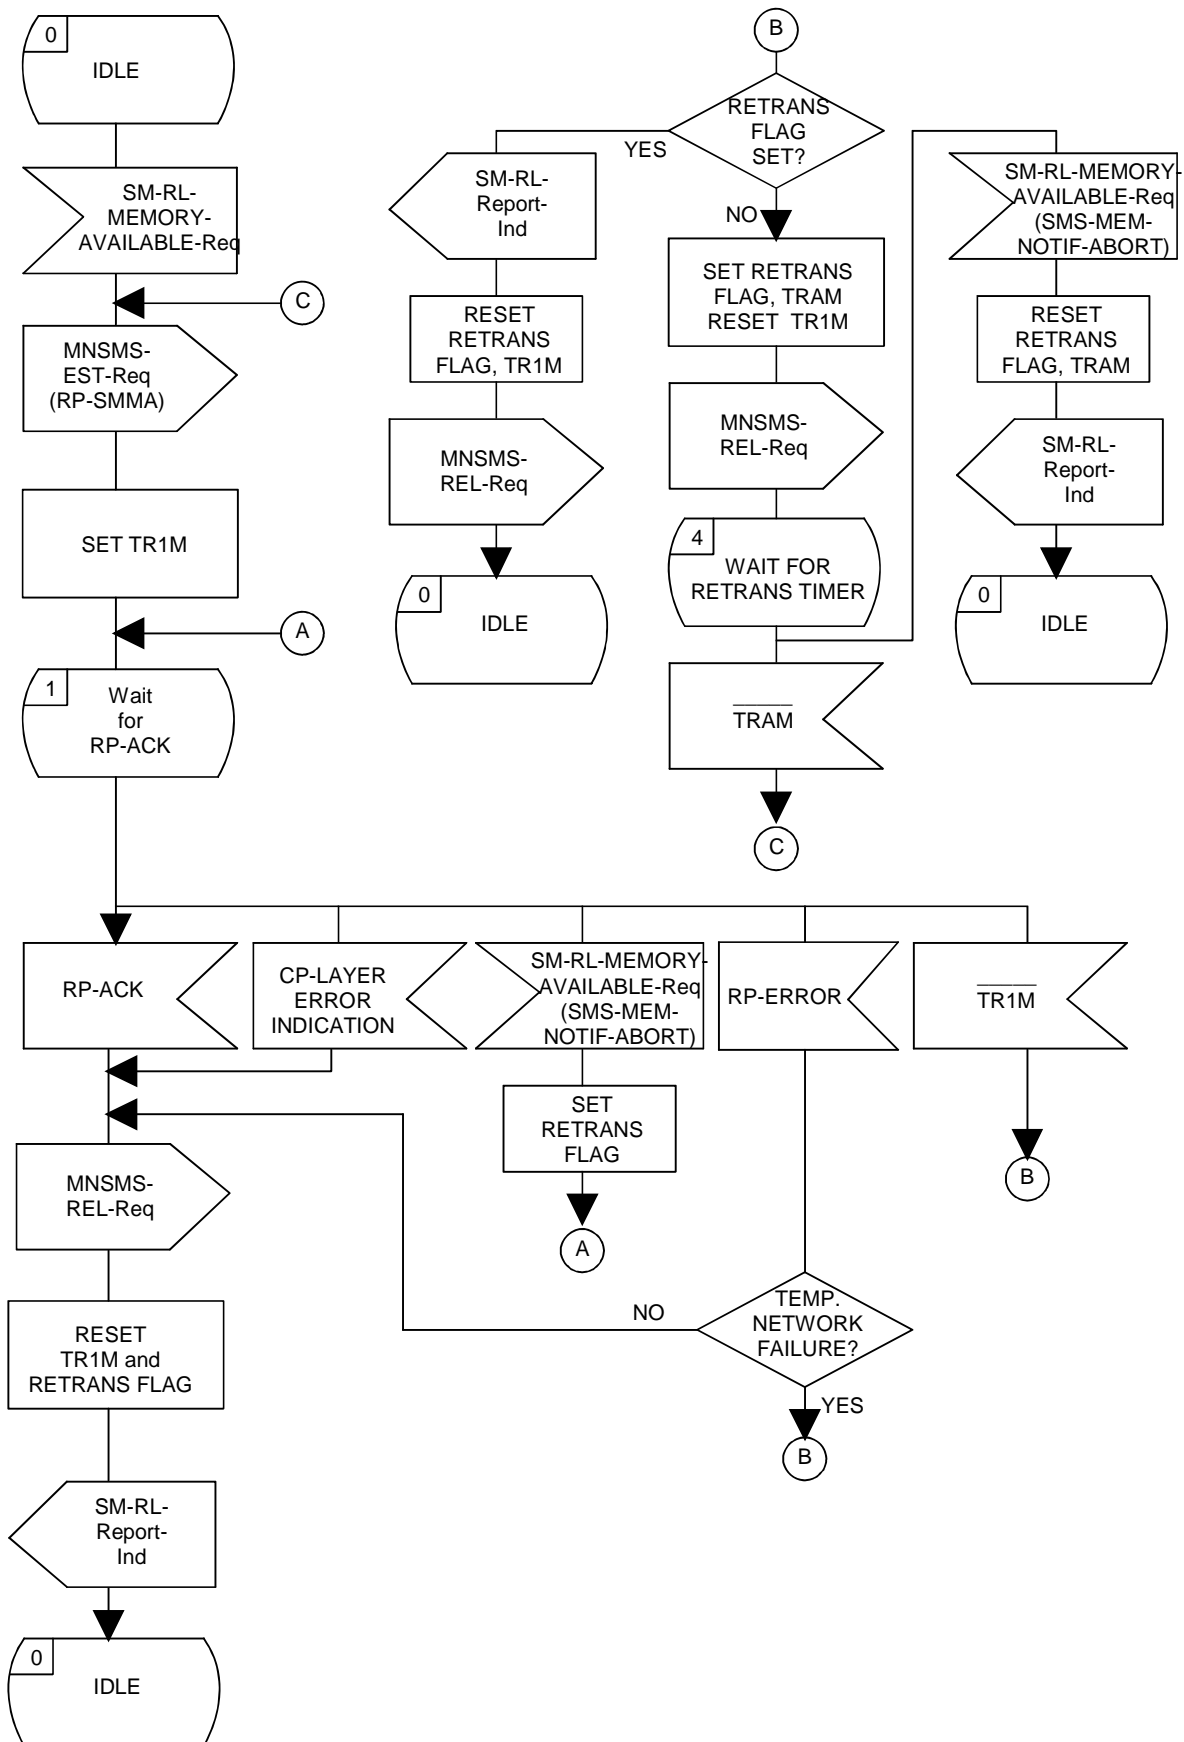 0
IDLE
SM-RL-
MEMORY-
AVAILABLE-Req
C
MNSMS-
EST-Req
(RP-SMMA)
SET TR1M
A
1
Wait
for
RP-ACK
B
RETRANS
FLAG
SET?
YES
NO
SM-RL-
Report-
Ind
RESET
RETRANS
FLAG, TR1M
MNSMS-
REL-Req
0
IDLE
SET RETRANS
FLAG, TRAM
RESET TR1M
MNSMS-
REL-Req
4
WAIT FOR
RETRANS TIMER
TRAM
C
SM-RL-MEMORY-
AVAILABLE-Req
(SMS-MEM-
NOTIF-ABORT)
RESET
RETRANS
FLAG, TRAM
SM-RL-
Report-
Ind
0
IDLE
RP-ACK
CP-LAYER
ERROR
INDICATION
SM-RL-MEMORY-
AVAILABLE-Req
(SMS-MEM-
NOTIF-ABORT)
RP-ERROR
TR1M
SET
RETRANS
FLAG
A
B
MNSMS-
REL-Req
TEMP.
NETWORK
FAILURE?
NO
YES
B
RESET
TR1M and
RETRANS FLAG
SM-RL-
Report-
Ind
0
IDLE